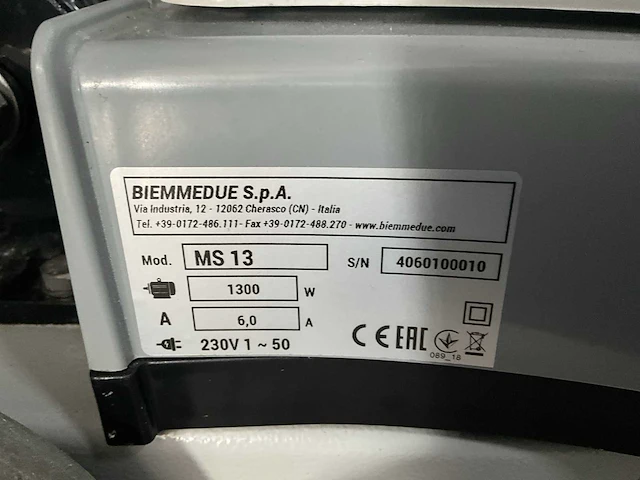 BIEMMEDUE S.p.A.
Via Industria, 12 - 12062 Cherasco (CN) - Italia
Tel. +39-0172-486.111- Fax +39-0172-488.270 - www.biemmedue.com
Mod. MS 13 S/N 4060100010
1300 W
A 6,0 A
230V 1 ~ 50
CE EAC
089_18